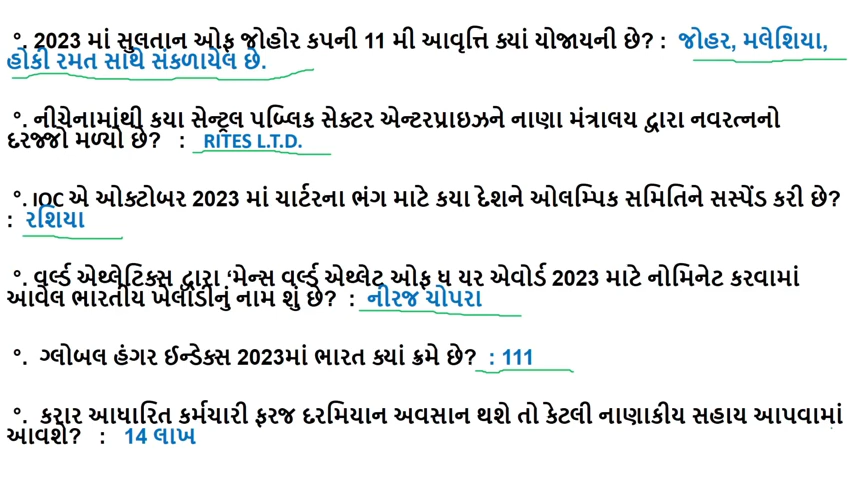 °. 2023 માં સુલતાન ઓફ જોહોર કપની 11 મી આવૃત્તિ ક્યાં યોજાયની છે? : જોહર, મલેશિયા,
હોકી રમત સાથે સંકળાયેલ છે.
°. નીચેનામાંથી કયા સેન્ટ્રલ પબ્લિક સેક્ટર એન્ટરપ્રાઇઝને નાણા મંત્રાલય દ્વારા નવરત્નનો
દરજ્જો મળ્યો છે? : RITES L.T.D.
°. IOC એ ઓક્ટોબર 2023 માં ચાર્ટરના ભંગ માટે કયા દેશને ઓલમ્પિક સમિતિને સસ્પેંડ કરી છે?
: રશિયા
°. વર્લ્ડ એથ્લેટિક્સ દ્વારા ‘મેન્સ વર્લ્ડ એથ્લેટ ઓફ ધ યર એવોર્ડ 2023 માટે નોમિનેટ કરવામાં
આવેલ ભારતીય ખેલાડીનું નામ શું છે? : નીરજ ચોપરા
°. ગ્લોબલ હંગર ઈન્ડેક્સ 2023માં ભારત ક્યાં ક્રમે છે? : 111
°. કરાર આધારિત કર્મચારી ફરજ દરમિયાન અવસાન થશે તો કેટલી નાણાકીય સહાય આપવામાં
આવશે? : 14 લાખ